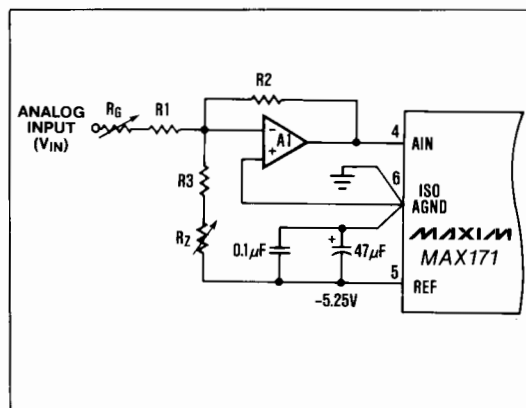 R2
ANALOG
INPUT
(VIN)
RG
R1
-
+
A1
4
AIN
6
ISO
AGND
R3
MAXIM
MAX171
RZ
0.1µF
+
47µF
5
REF
−5.25V